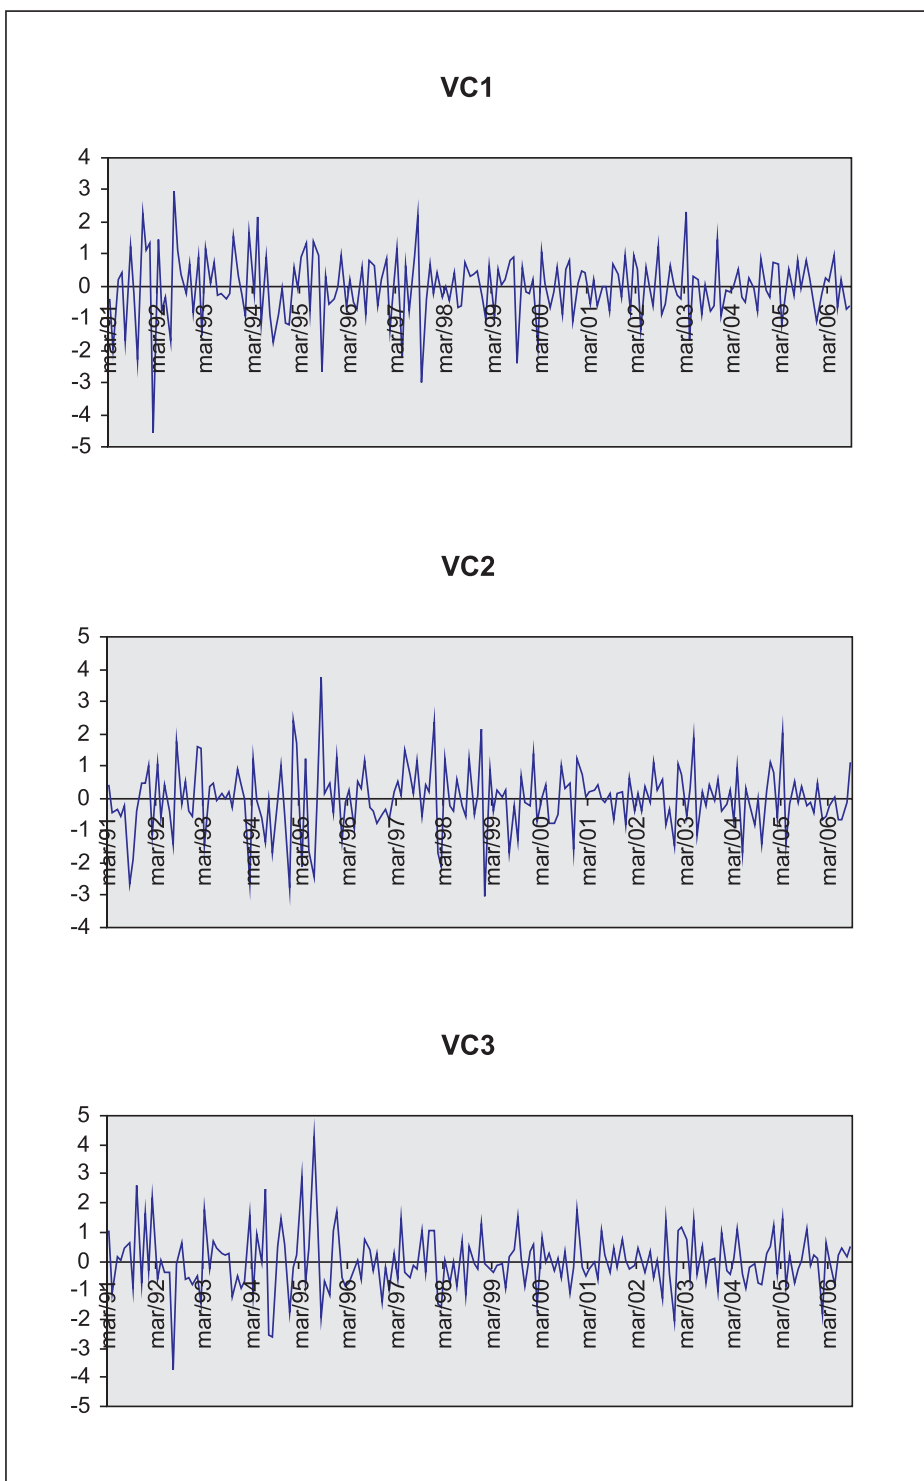 VC1
4
3
2
1
0
-1
-2
-3
-4
-5
mar/91
mar/92
mar/93
mar/94
mar/95
mar/96
mar/97
mar/98
mar/99
mar/00
mar/01
mar/02
mar/03
mar/04
mar/05
mar/06
VC2
5
4
3
2
1
0
-1
-2
-3
-4
mar/91
mar/92
mar/93
mar/94
mar/95
mar/96
mar/97
mar/98
mar/99
mar/00
mar/01
mar/02
mar/03
mar/04
mar/05
mar/06
VC3
5
4
3
2
1
0
-1
-2
-3
-4
-5
mar/91
mar/92
mar/93
mar/94
mar/95
mar/96
mar/97
mar/98
mar/99
mar/00
mar/01
mar/02
mar/03
mar/04
mar/05
mar/06